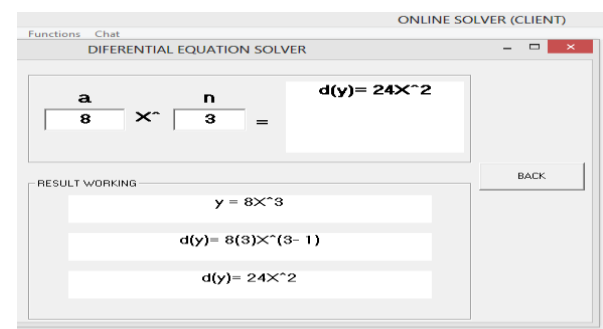 ONLINE SOLVER (CLIENT)
Functions Chat
DIFERENTIAL EQUATION SOLVER
a n
8 X^ 3 =
d(y)= 24X^2
BACK
RESULT WORKING
y = 8X^3
d(y)= 8(3)X^(3- 1)
d(y)= 24X^2